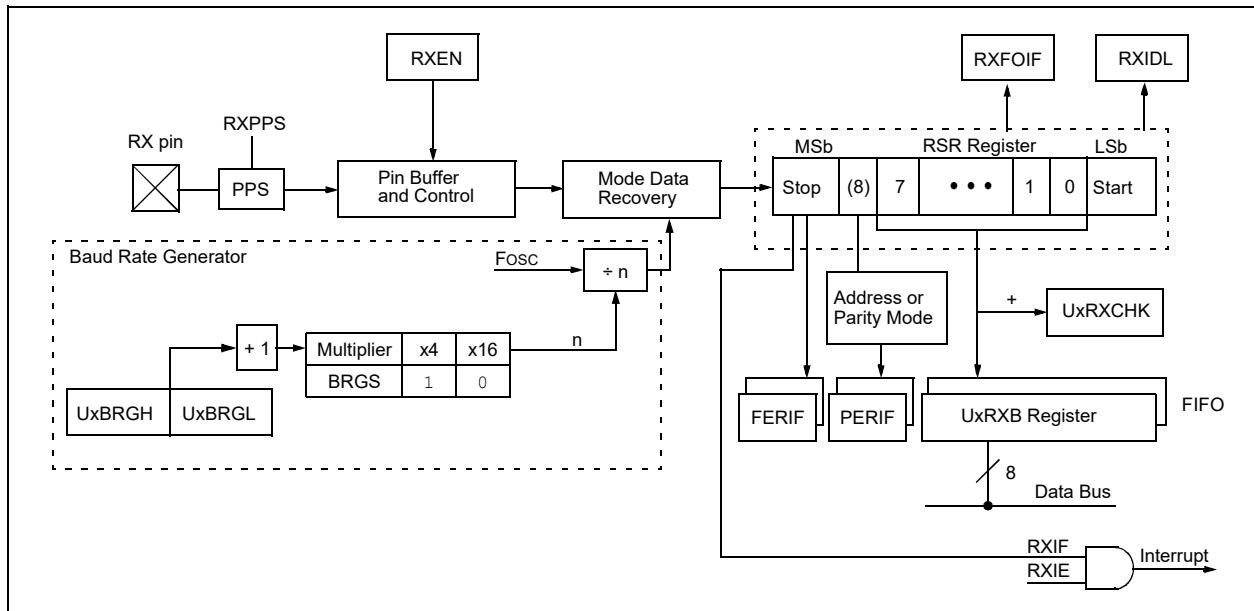 RXEN
RXFOIF
RXIDL
RXPPS
RX pin
PPS
Pin Buffer
and Control
Mode Data
Recovery
MSb
RSR Register
LSb
Stop (8) 7 • • • 1 0 Start
Baud Rate Generator
FOSC
÷ n
n
+ 1
Multiplier x4 x16
BRGS 1 0
UxBRGH UxBRGL
Address or
Parity Mode
+
UxRXCHK
FERIF
PERIF
UxRXB Register
FIFO
8
Data Bus
RXIF
RXIE
Interrupt